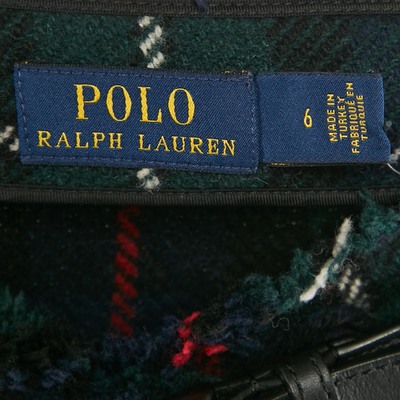 POLO
RALPH LAUREN
6
MADE IN
TURKEY
FABRIQUÉ EN
TURQUIE